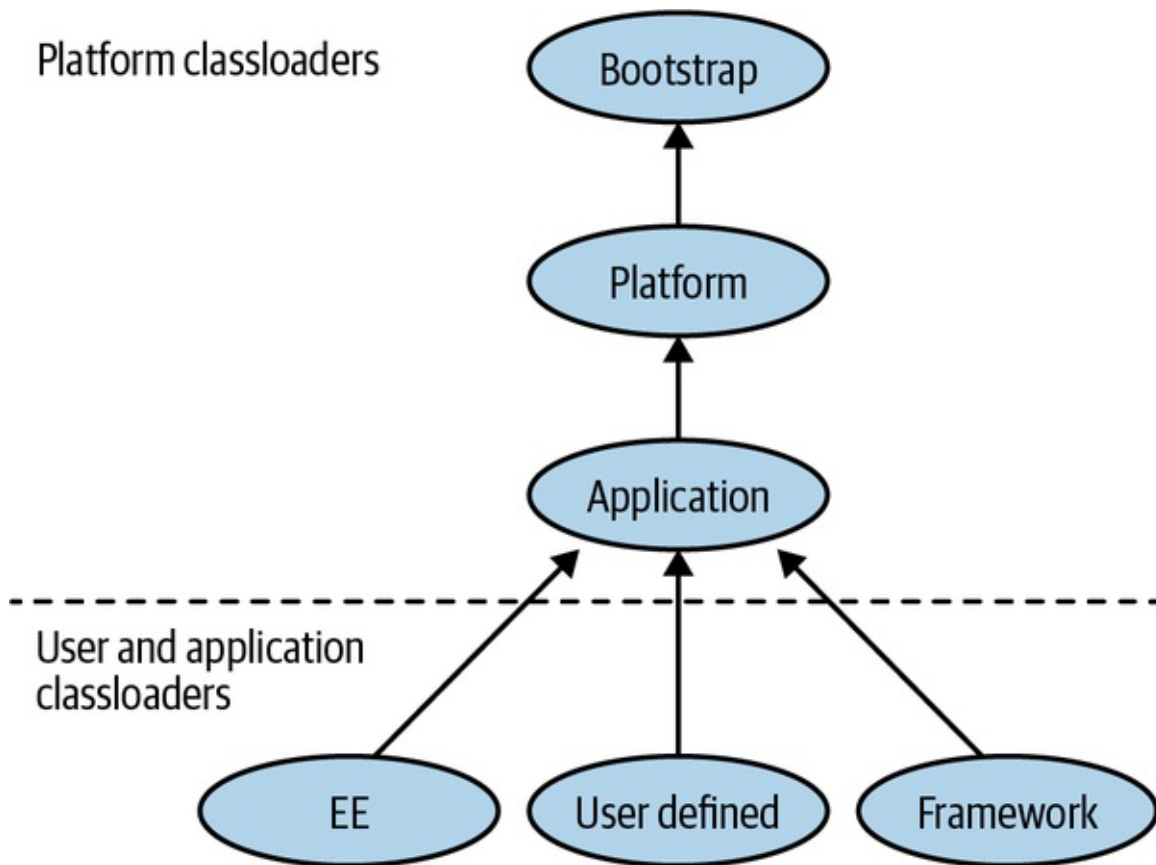 Platform classloaders
Bootstrap
Platform
Application
User and application
classloaders
EE
User defined
Framework